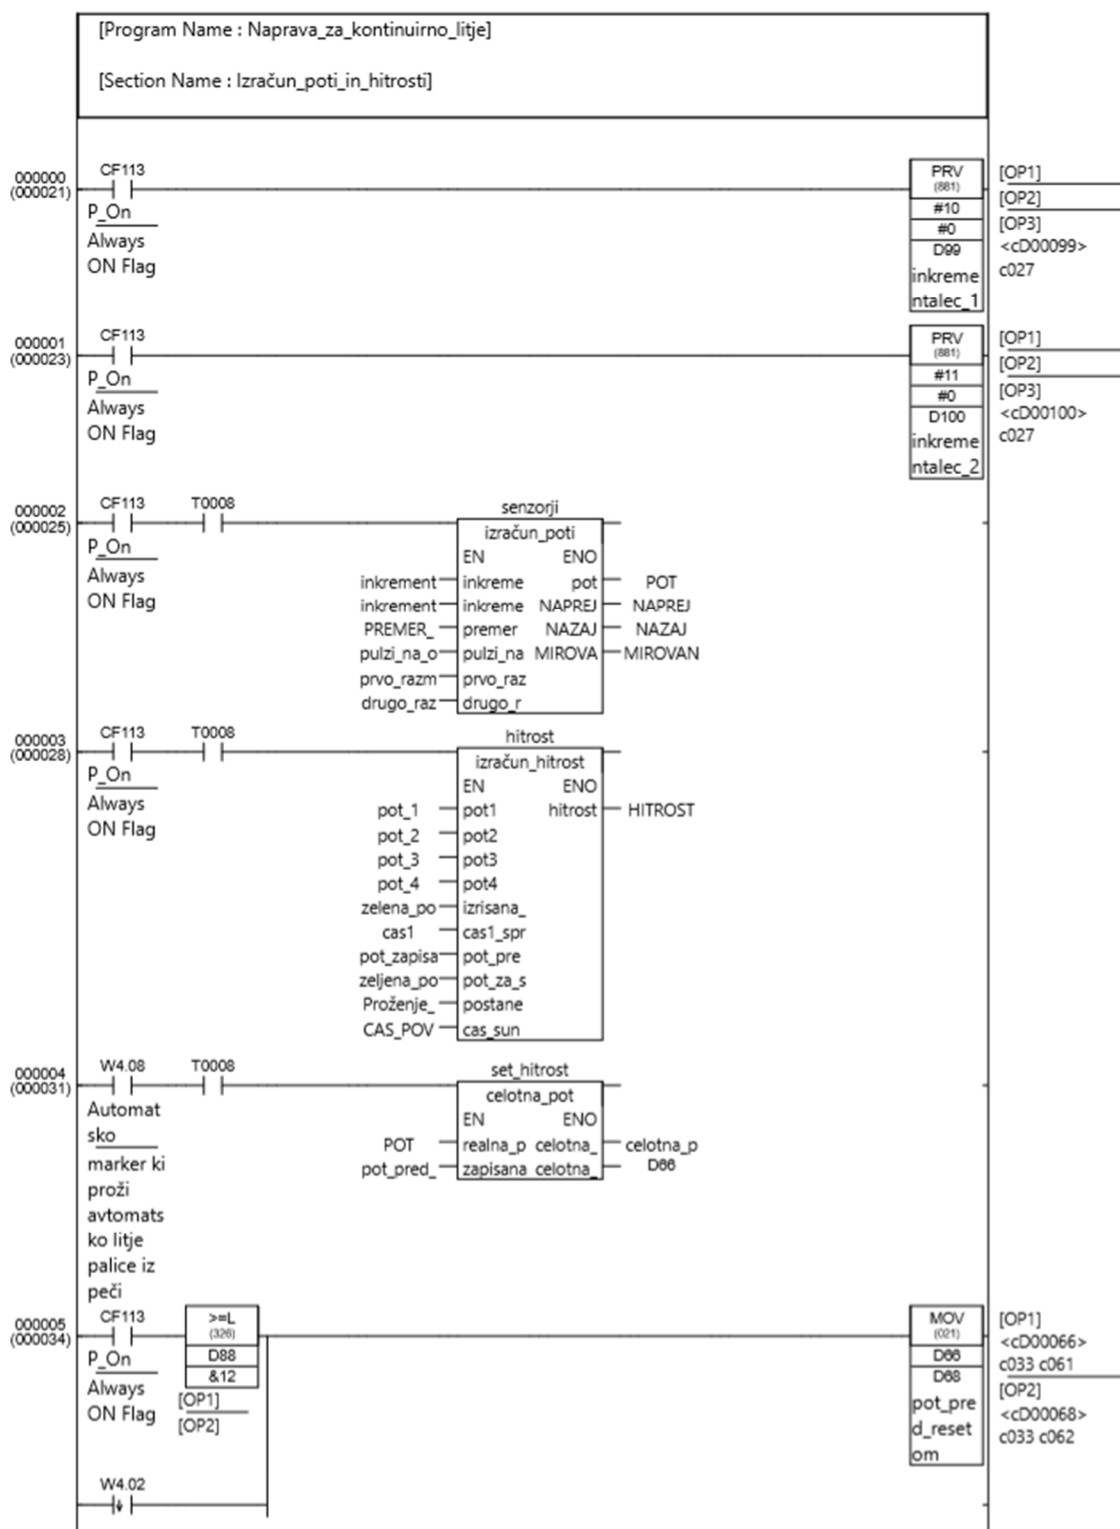 [Program Name : Naprava_za_kontinuirno_litje]
[Section Name : Izračun_poti_in_hitrosti]
000000
(000021)
CF113
P_On
Always
ON Flag
PRV
(881)
#10
#0
D99
inkreme
ntalec_1
[OP1]
[OP2]
[OP3]
<cD00099>
c027
000001
(000023)
CF113
P_On
Always
ON Flag
PRV
(881)
#11
#0
D100
inkreme
ntalec_2
[OP1]
[OP2]
[OP3]
<cD00100>
c027
000002
(000025)
CF113
T0008
P_On
Always
ON Flag
senzorji
izračun_poti
EN ENO
inkrement inkreme pot POT
inkrement inkreme NAPREJ NAPREJ
PREMER_ premer NAZAJ NAZAJ
pulzi_na_o pulzi_na MIROVA MIROVAN
prvo_razm prvo_raz
drugo_raz drugo_r
000003
(000028)
CF113
T0008
P_On
Always
ON Flag
hitrost
izračun_hitrost
EN ENO
pot_1 pot1 hitrost HITROST
pot_2 pot2
pot_3 pot3
pot_4 pot4
zelena_po izrisana_
cas1 cas1_spr
pot_zapisa pot_pre
zeljena_po pot_za_s
Proženje_ postane
CAS_POV cas_sun
000004
(000031)
W4.08
T0008
Automat
sko
marker ki
proži
avtomats
ko litje
palice iz
peči
set_hitrost
celotna_pot
EN ENO
POT realna_p celotna_ celotna_p
pot_pred_ zapisana celotna_ D66
000005
(000034)
CF113
P_On
Always
ON Flag
>=L
(326)
D88
&12
[OP1]
[OP2]
W4.02
MOV
(021)
D66
D68
pot_pre
d_reset
om
[OP1]
<cD00066>
c033 c061
[OP2]
<cD00068>
c033 c062